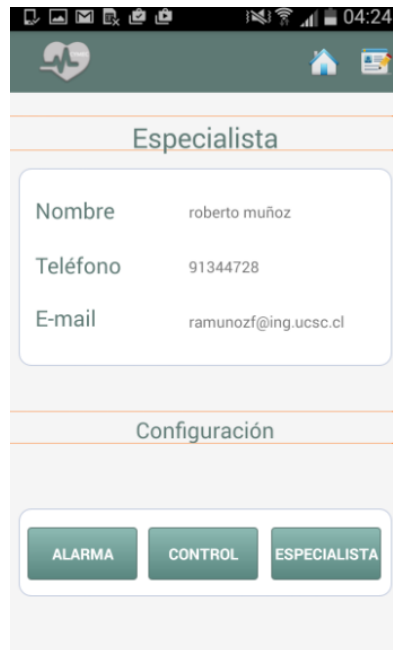 04:24
Especialista
Nombre roberto muñoz
Teléfono 91344728
E-mail ramunozf@ing.ucsc.cl
Configuración
ALARMA CONTROL ESPECIALISTA